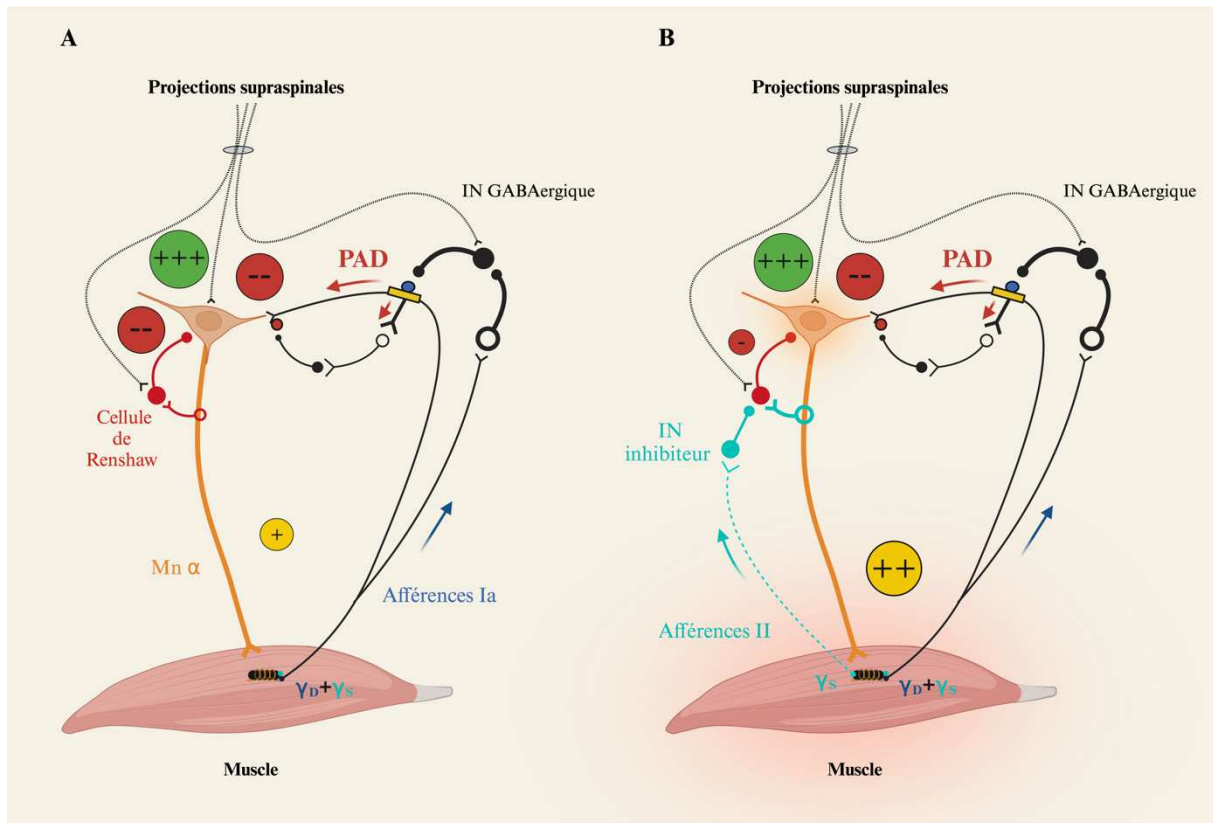 A
Projections supraspinales
IN GABAergique
+++
--
PAD
--
Cellule
de
Renshaw
+
Mn α
Afférences Ia
γD+γS
Muscle
B
Projections supraspinales
IN GABAergique
+++
--
PAD
-
IN
inhibiteur
++
Afférences II
γS
γD+γS
Muscle